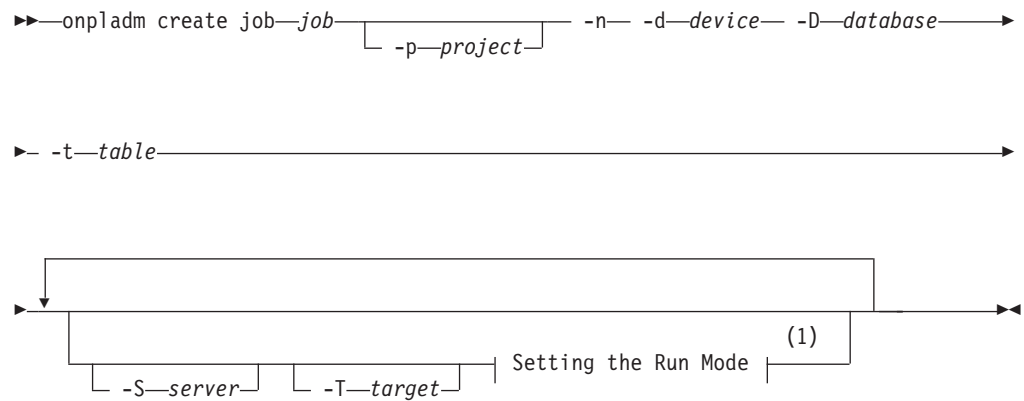 onpladm create job job -n -d device -D database
-p project
-t table
(1)
Setting the Run Mode
-S server -T target